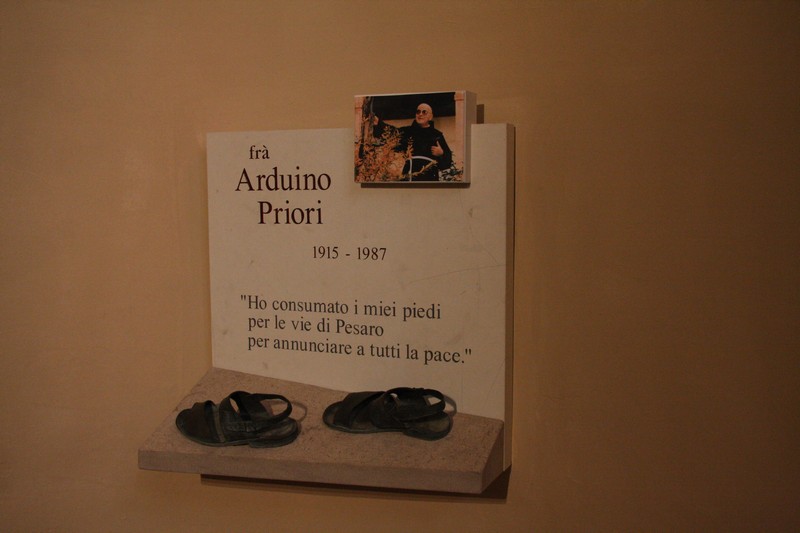 frà
Arduino
Priori
1915 - 1987
"Ho consumato i miei piedi
per le vie di Pesaro
per annunciare a tutti la pace."